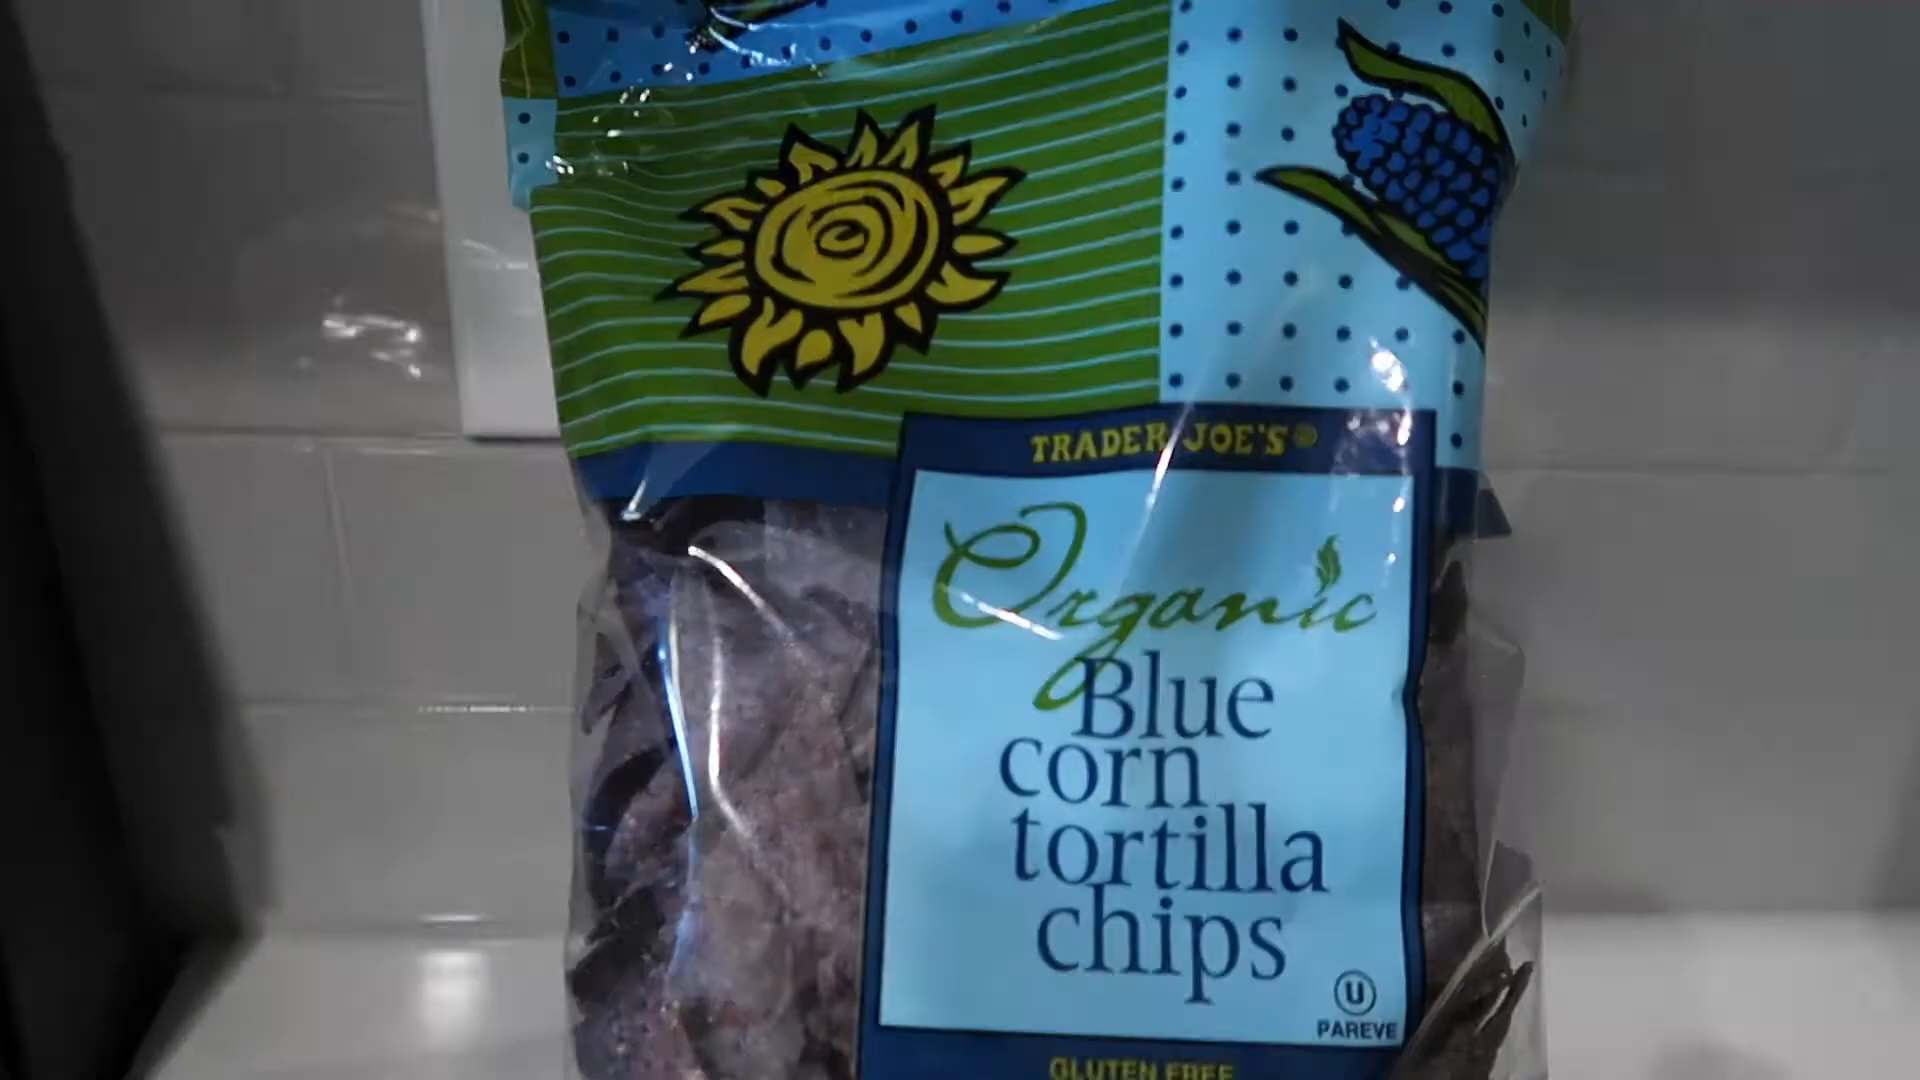 TRADER JOE'S
Organic
Blue
corn
tortilla
chips
U
PAREVE
GLUTEN FREE